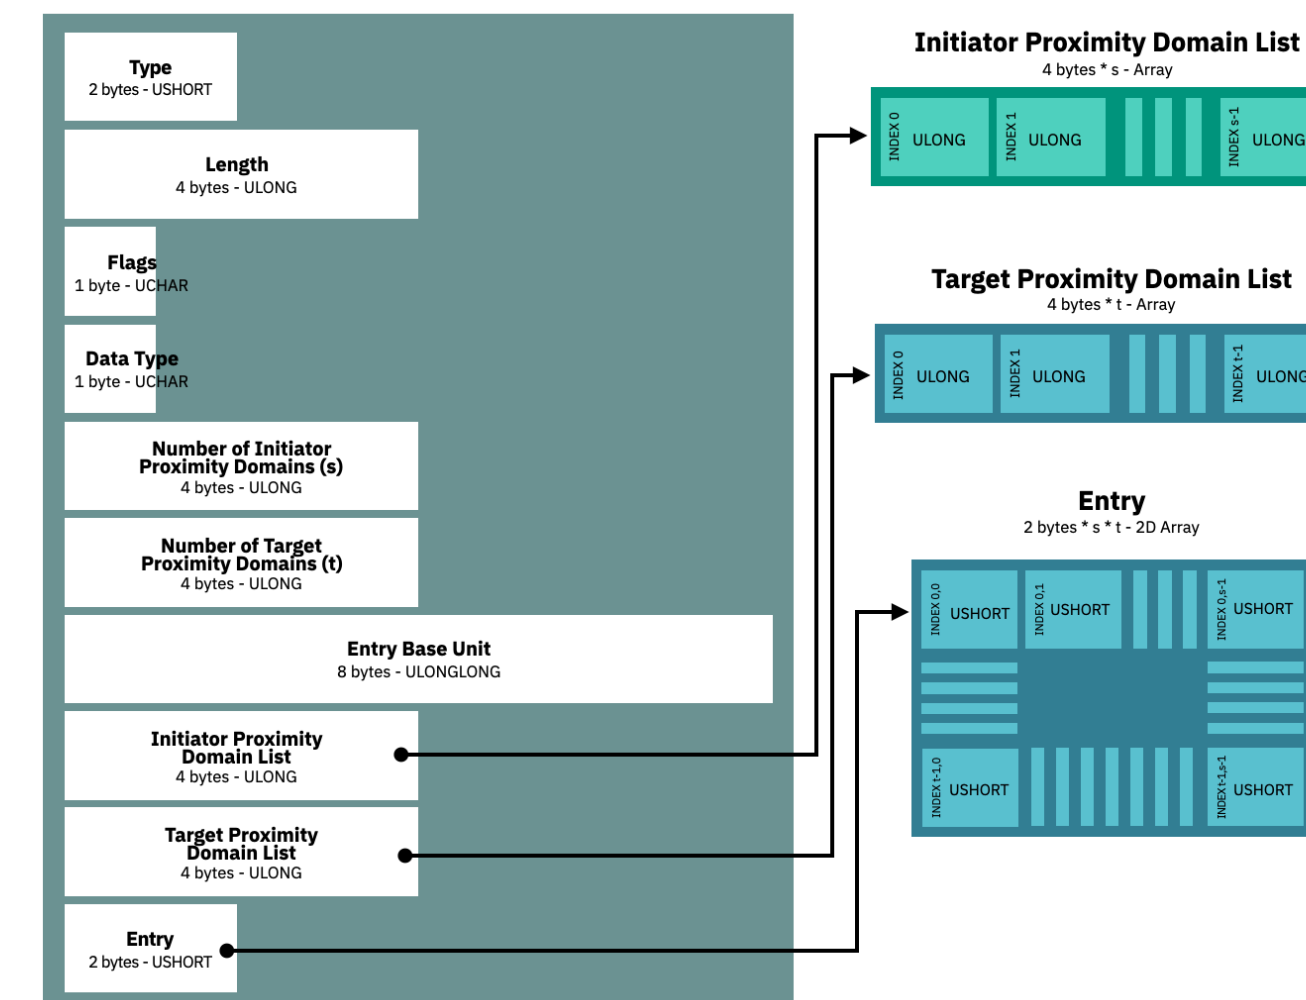 Type
2 bytes - USHORT
Length
4 bytes - ULONG
Flags
1 byte - UCHAR
Data Type
1 byte - UCHAR
Number of Initiator
Proximity Domains (s)
4 bytes - ULONG
Number of Target
Proximity Domains (t)
4 bytes - ULONG
Entry Base Unit
8 bytes - ULONGLONG
Initiator Proximity
Domain List
4 bytes - ULONG
Target Proximity
Domain List
4 bytes - ULONG
Entry
2 bytes - USHORT
Initiator Proximity Domain List
4 bytes * s - Array
INDEX 0
ULONG
INDEX 1
ULONG
INDEX s-1
ULONG
Target Proximity Domain List
4 bytes * t - Array
INDEX 0
ULONG
INDEX 1
ULONG
INDEX t-1
ULONG
Entry
2 bytes * s * t - 2D Array
INDEX 0,0
USHORT
INDEX 0,1
USHORT
INDEX 0,s-1
USHORT
INDEX t-1,0
USHORT
INDEX t-1,s-1
USHORT